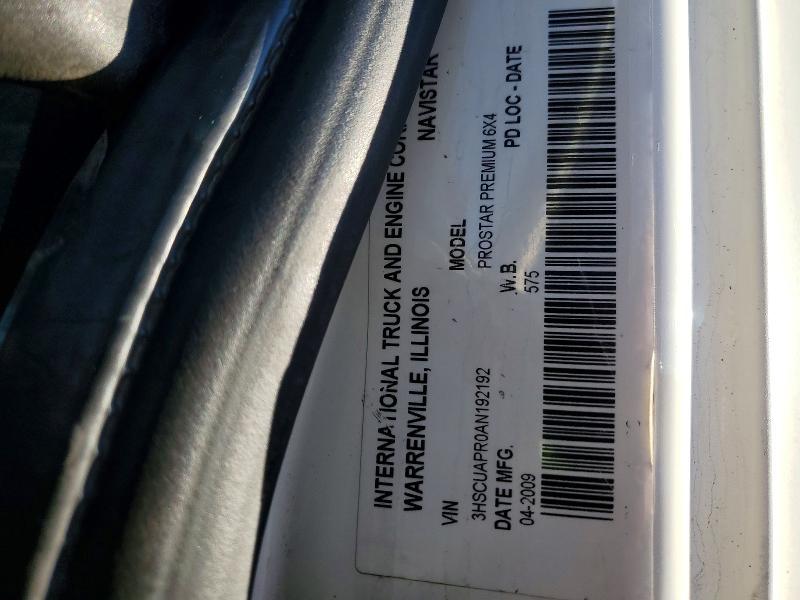 INTERNATIONAL TRUCK AND ENGINE
WARRENVILLE, ILLINOIS NAVISTAR
VIN MODEL
3HSCUAPR0AN192192 PROSTAR PREMIUM 6X4
DATE MFG. W.B. PD LOC - DATE
04-2009 575